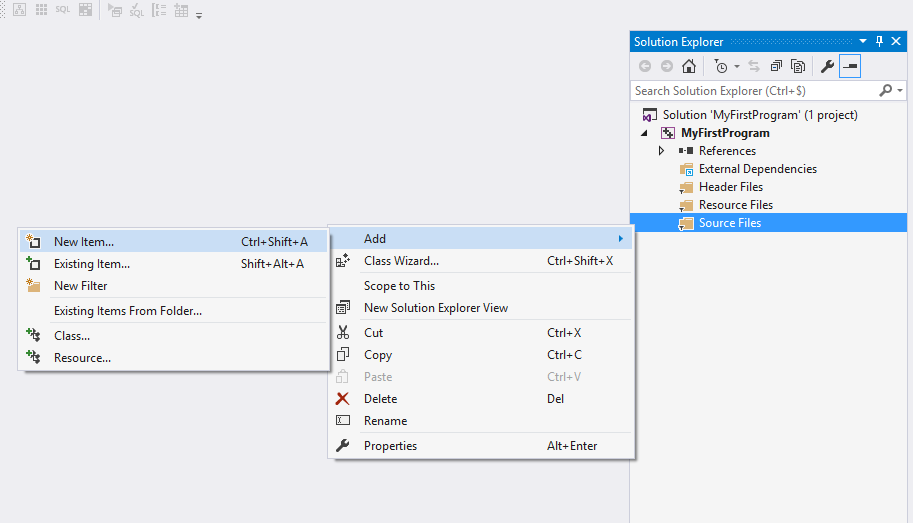 SQL
SQL
Solution Explorer
Search Solution Explorer (Ctrl+$)
Solution 'MyFirstProgram' (1 project)
MyFirstProgram
References
External Dependencies
Header Files
Resource Files
Source Files
New Item... Ctrl+Shift+A
Existing Item... Shift+Alt+A
New Filter
Existing Items From Folder...
Class...
Resource...
Add
Class Wizard... Ctrl+Shift+X
Scope to This
New Solution Explorer View
Cut Ctrl+X
Copy Ctrl+C
Paste Ctrl+V
Delete Del
Rename
Properties Alt+Enter